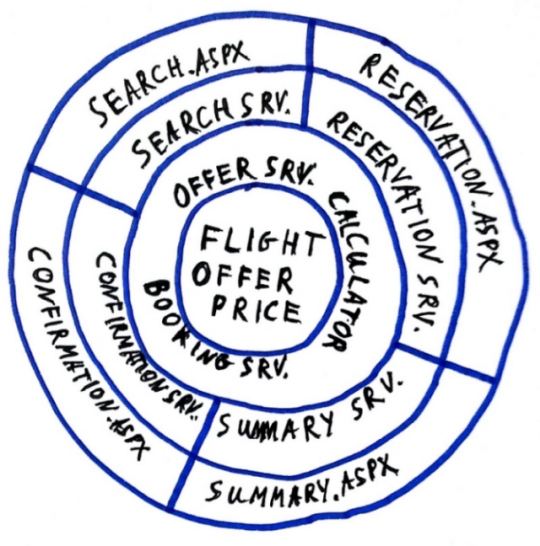 SEARCH.ASPX
RESERVATION.ASPX
SEARCH SRV.
RESERVATION SRV.
OFFER SRV.
CALCULATOR
FLIGHT
OFFER
PRICE
BOOKING SRV.
CONFIRMATION SRV.
CONFIRMATION.ASPX
SUMMARY SRV.
SUMMARY.ASPX